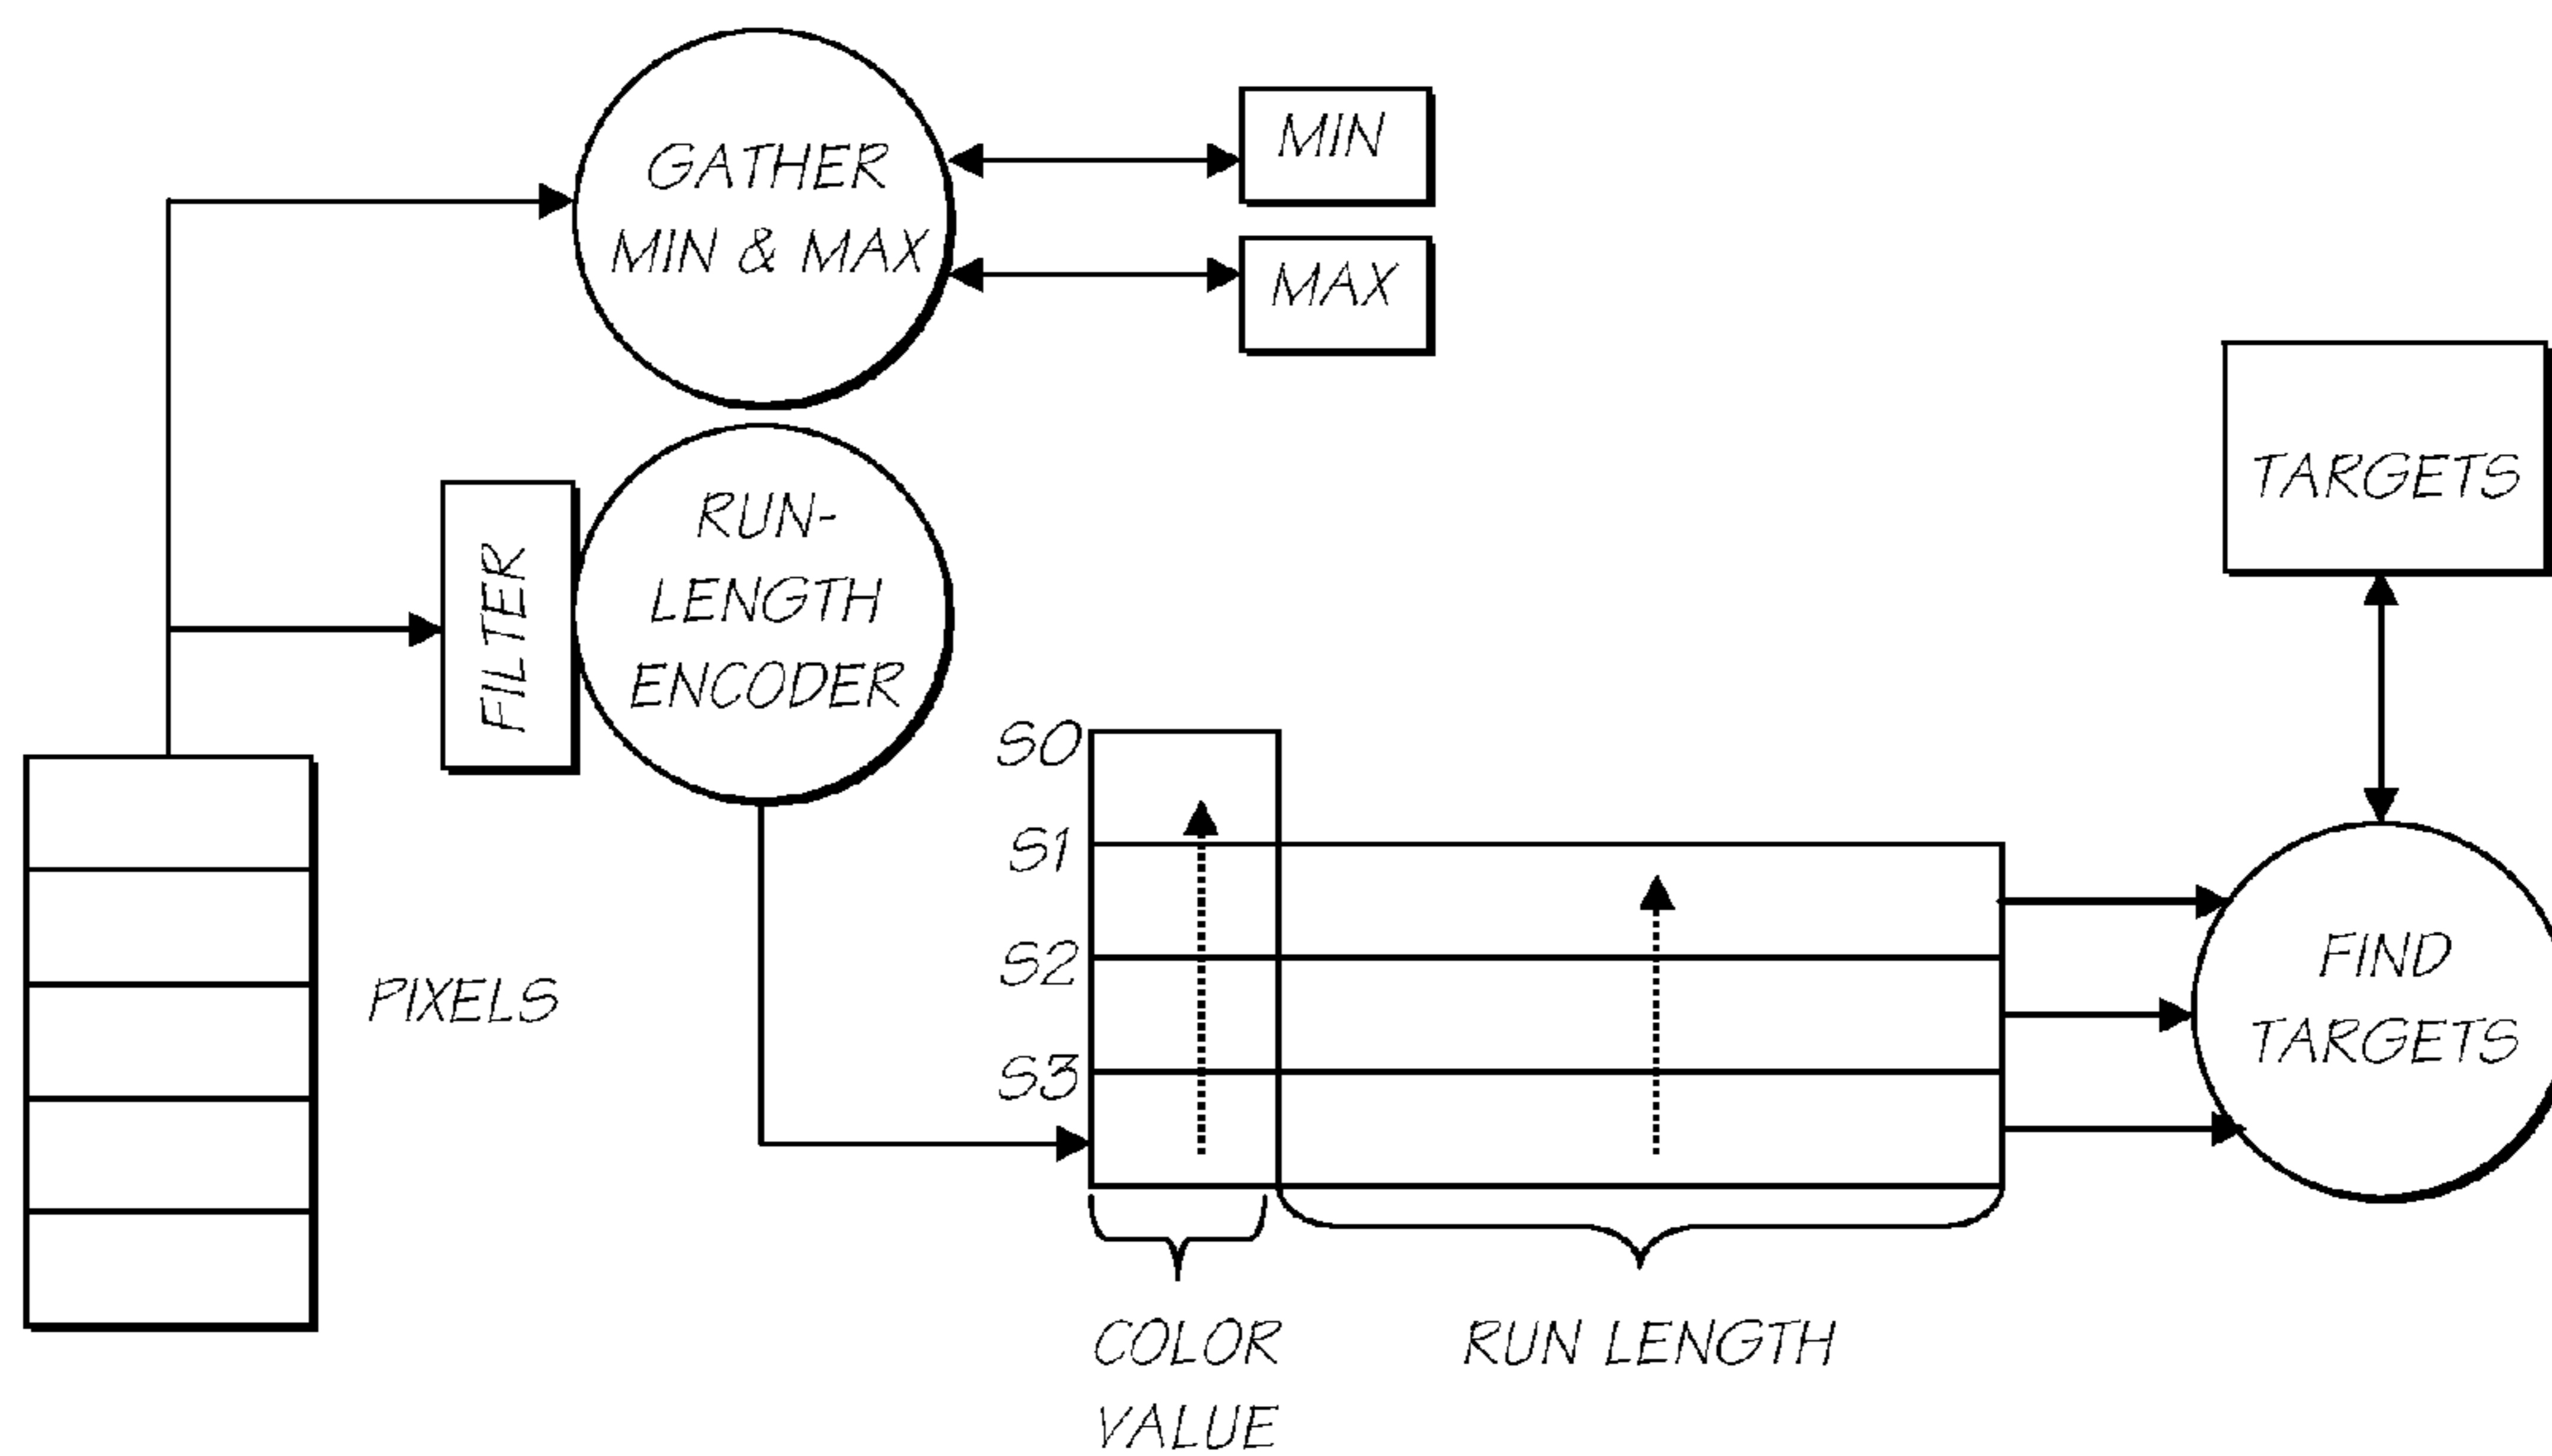 GATHER
MIN & MAX
MIN
MAX
TARGETS
FILTER
RUN-
LENGTH
ENCODER
S0
S1
S2
S3
PIXELS
FIND
TARGETS
COLOR
VALUE
RUN LENGTH